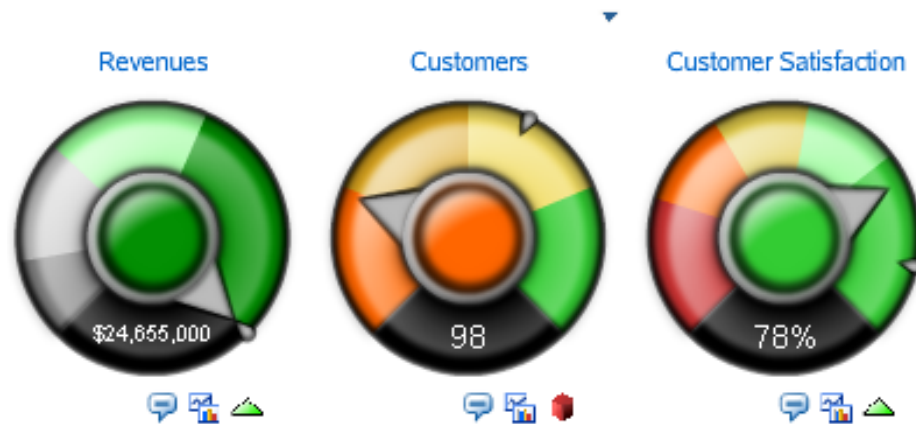 Revenues
Customers
Customer Satisfaction
$24,655,000
98
78%